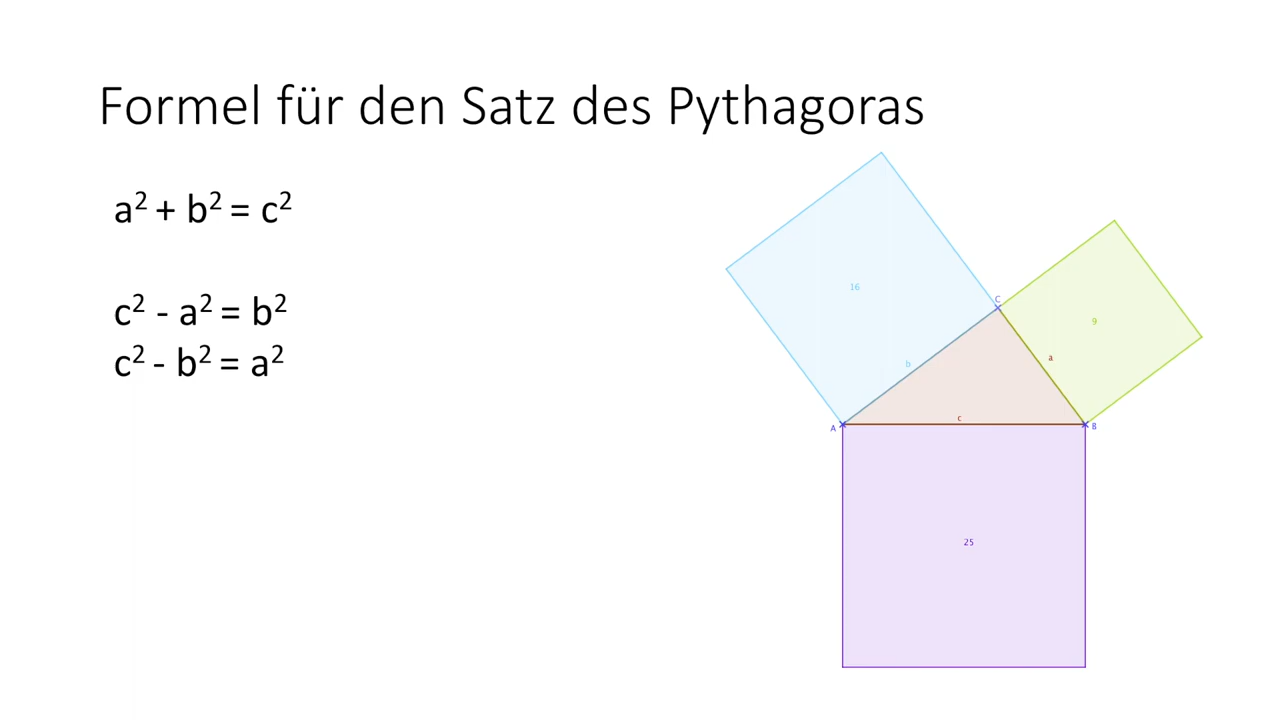 Formel für den Satz des Pythagoras
a² + b² = c²
c² - a² = b²
c² - b² = a²
16
C
9
b
a
c
A
B
25